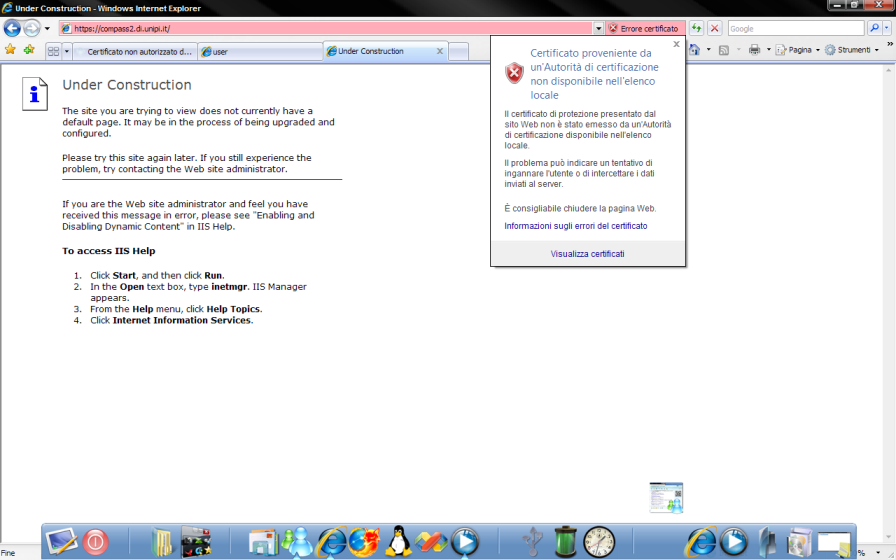 Under Construction - Windows Internet Explorer
https://compass2.di.unipi.it/
Errore certificato
Google
Certificato non autorizzato d...
user
Under Construction
Pagina
Strumenti
Under Construction
The site you are trying to view does not currently have a
default page. It may be in the process of being upgraded and
configured.
Please try this site again later. If you still experience the
problem, try contacting the Web site administrator.
If you are the Web site administrator and feel you have
received this message in error, please see "Enabling and
Disabling Dynamic Content" in IIS Help.
To access IIS Help
1. Click Start, and then click Run.
2. In the Open text box, type inetmgr. IIS Manager
appears.
3. From the Help menu, click Help Topics.
4. Click Internet Information Services.
Certificato proveniente da
un'Autorità di certificazione
non disponibile nell'elenco
locale
Il certificato di protezione presentato dal
sito Web non è stato emesso da un'Autorità
di certificazione disponibile nell'elenco
locale.
Il problema può indicare un tentativo di
ingannare l'utente o di intercettare i dati
inviati al server.
È consigliabile chiudere la pagina Web.
Informazioni sugli errori del certificato
Visualizza certificati
Fine
%